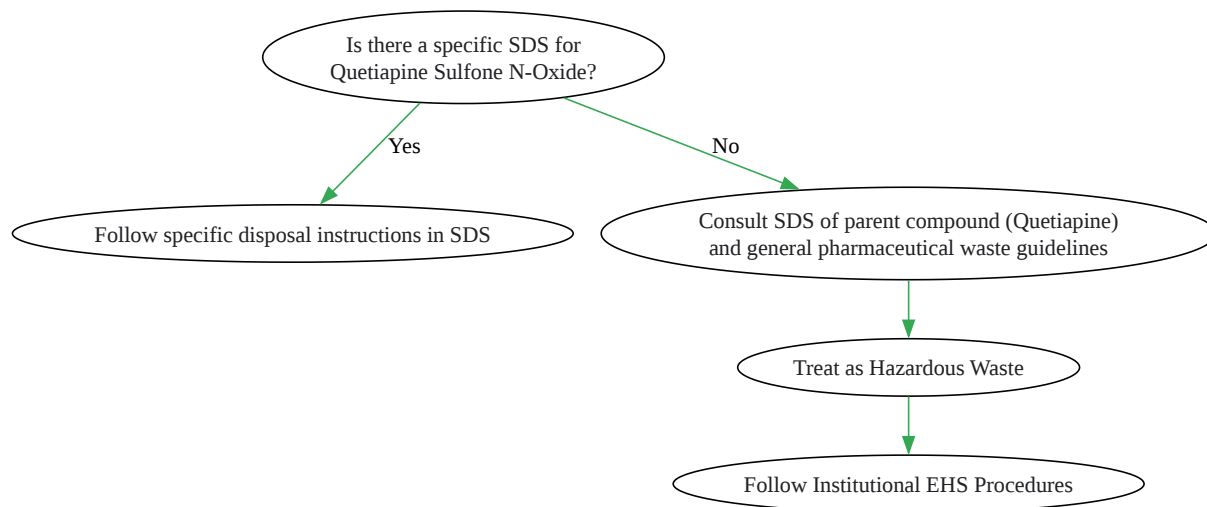 Is there a specific SDS for
Quetiapine Sulfone N-Oxide?
Yes
No
Follow specific disposal instructions in SDS
Consult SDS of parent compound (Quetiapine)
and general pharmaceutical waste guidelines
Treat as Hazardous Waste
Follow Institutional EHS Procedures